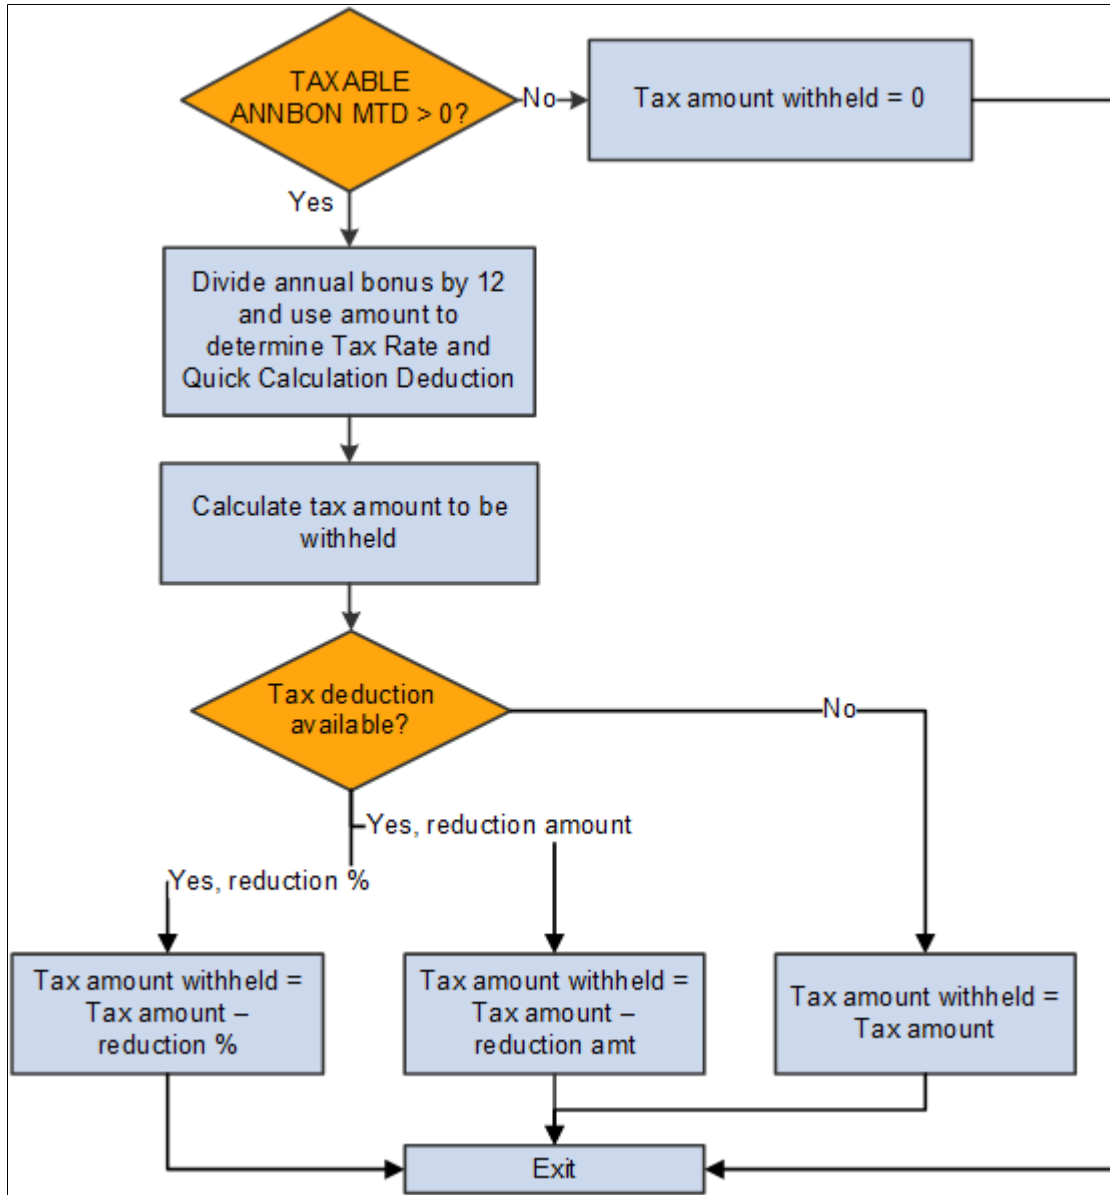 TAXABLE
ANNBON MTD > 0?
No
Tax amount withheld = 0
Yes
Divide annual bonus by 12
and use amount to
determine Tax Rate and
Quick Calculation Deduction
Calculate tax amount to be
withheld
Tax deduction
available?
No
Yes, reduction amount
Yes, reduction %
Tax amount withheld =
Tax amount –
reduction %
Tax amount withheld =
Tax amount –
reduction amt
Tax amount withheld =
Tax amount
Exit